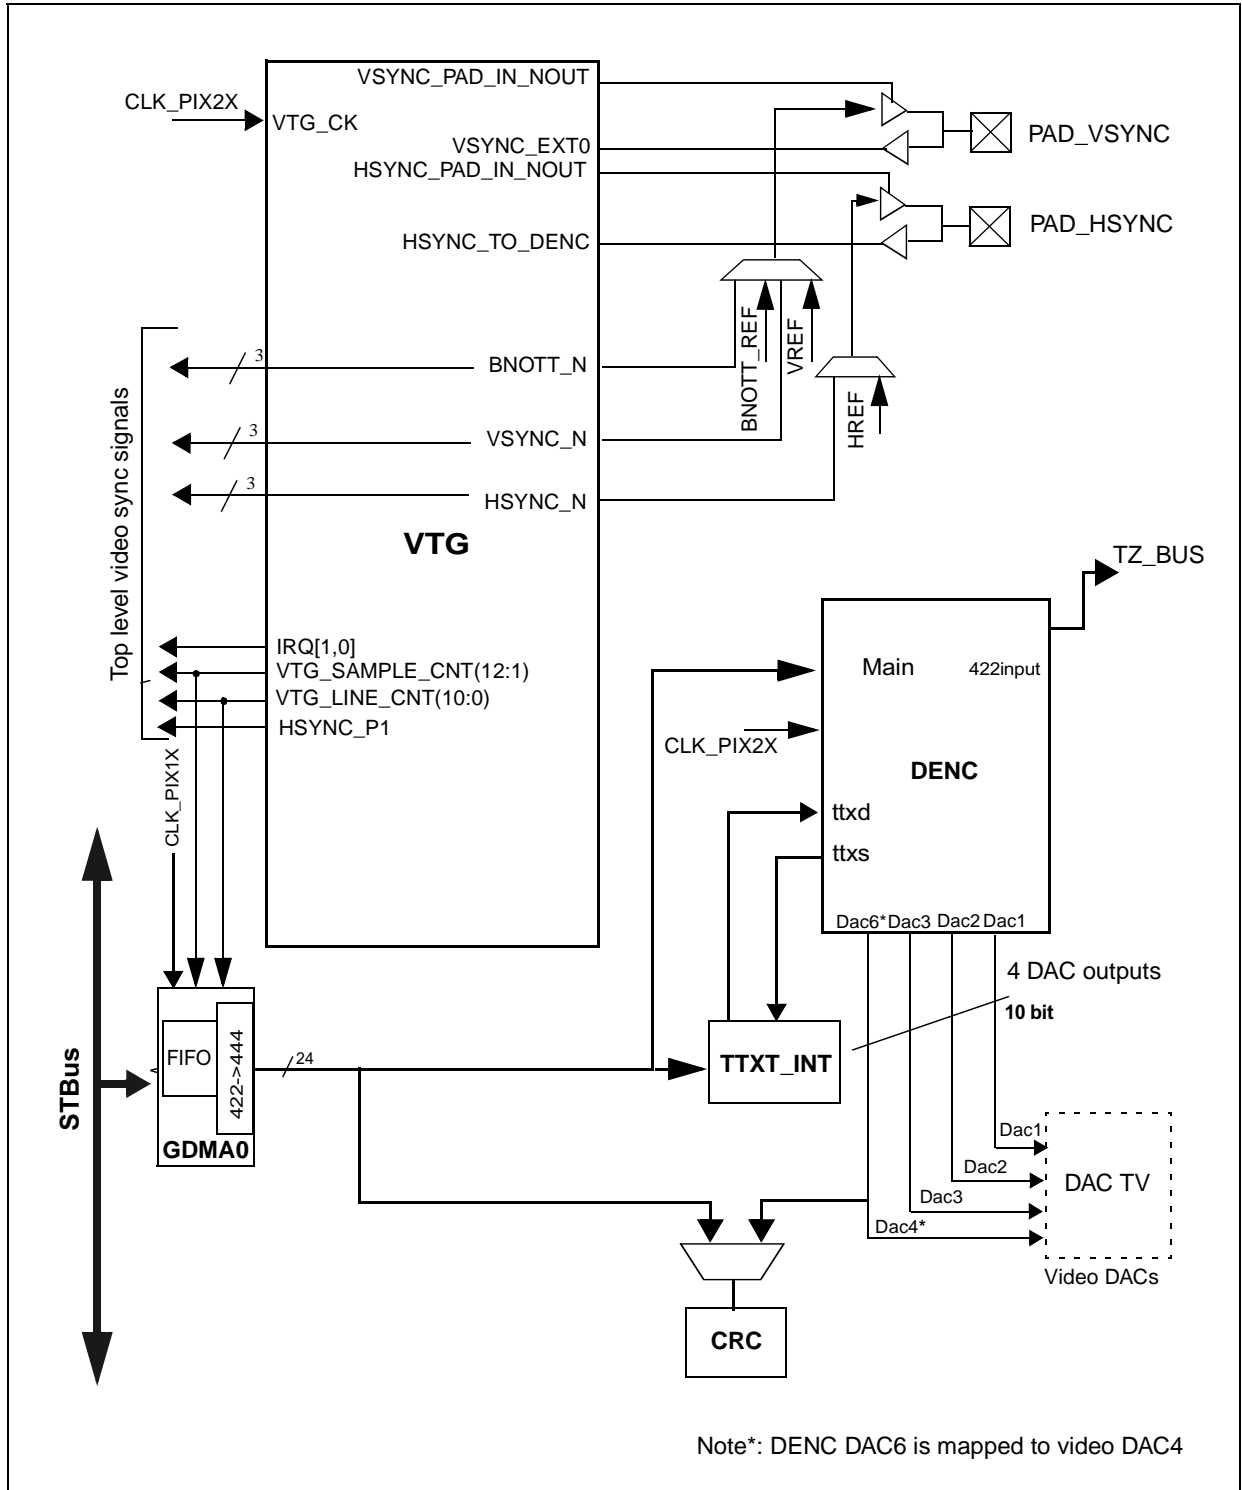 VSYNC_PAD_IN_NOUT
CLK_PIX2X
VTG_CK
PAD_VSYNC
VSYNC_EXT0
HSYNC_PAD_IN_NOUT
PAD_HSYNC
HSYNC_TO_DENC
BNOTT_REF
VREF
HREF
Top level video sync signals
3
BNOTT_N
3
VSYNC_N
3
HSYNC_N
VTG
TZ_BUS
IRQ[1,0]
VTG_SAMPLE_CNT(12:1)
VTG_LINE_CNT(10:0)
HSYNC_P1
Main
422input
CLK_PIX2X
DENC
CLK_PIX1X
ttxd
ttxs
Dac6* Dac3 Dac2 Dac1
4 DAC outputs
10 bit
STBus
FIFO
422->444
GDMA0
24
TTXT_INT
Dac1
Dac2
Dac3
Dac4*
DAC TV
Video DACs
CRC
Note*: DENC DAC6 is mapped to video DAC4